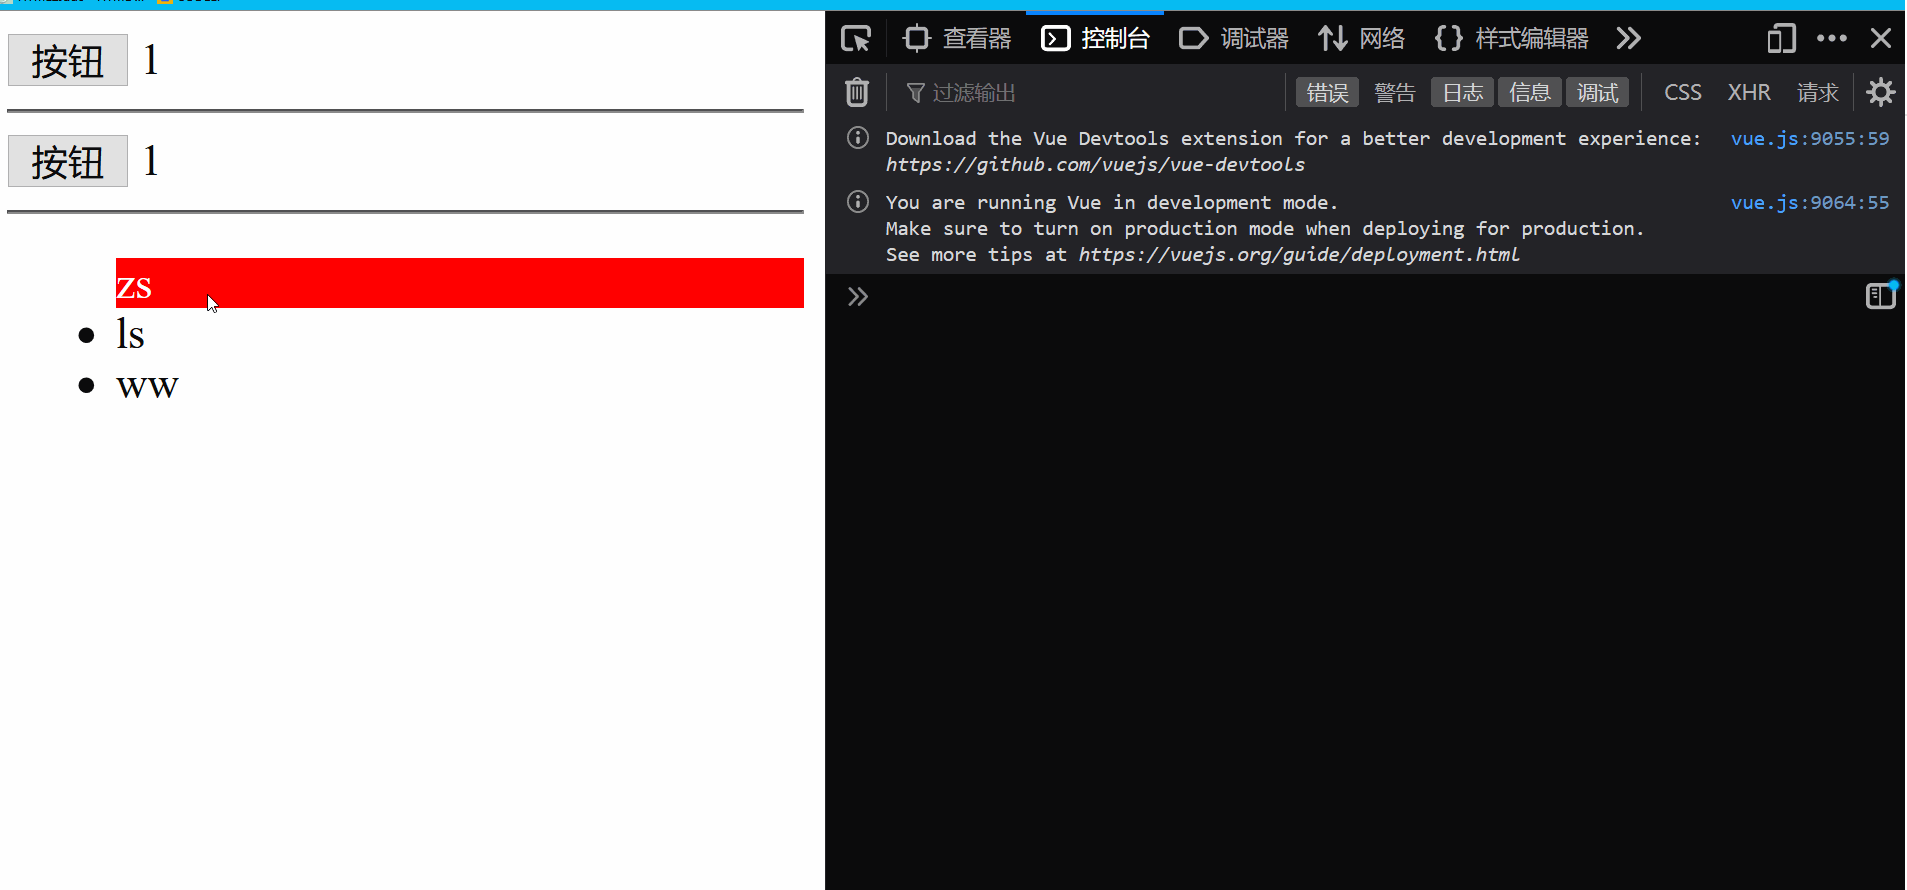 按钮 1
按钮 1
zs
ls
ww
查看器 控制台 调试器 网络 样式编辑器
过滤输出 错误 警告 日志 信息 调试 CSS XHR 请求
Download the Vue Devtools extension for a better development experience: vue.js:9055:59
https://github.com/vuejs/vue-devtools
You are running Vue in development mode. vue.js:9064:55
Make sure to turn on production mode when deploying for production.
See more tips at https://vuejs.org/guide/deployment.html